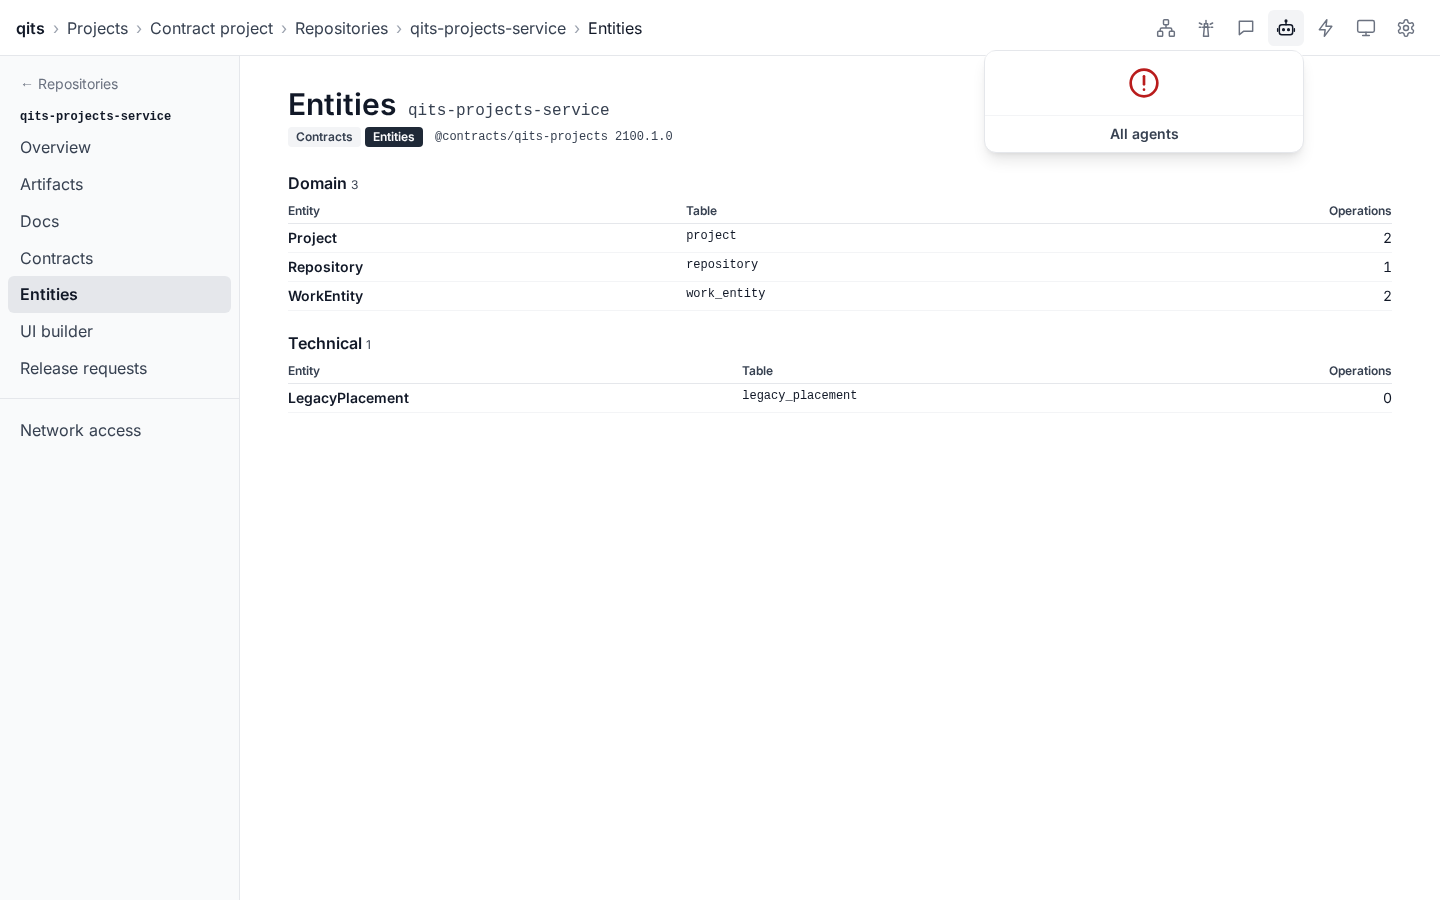 qits › Projects › Contract project › Repositories › qits-projects-service › Entities
All agents
← Repositories
qits-projects-service
Overview
Artifacts
Docs
Contracts
Entities
UI builder
Release requests
Network access
Entities qits-projects-service
Contracts Entities @contracts/qits-projects 2100.1.0
Domain 3
Entity Table Operations
Project project 2
Repository repository 1
WorkEntity work_entity 2
Technical 1
Entity Table Operations
LegacyPlacement legacy_placement 0